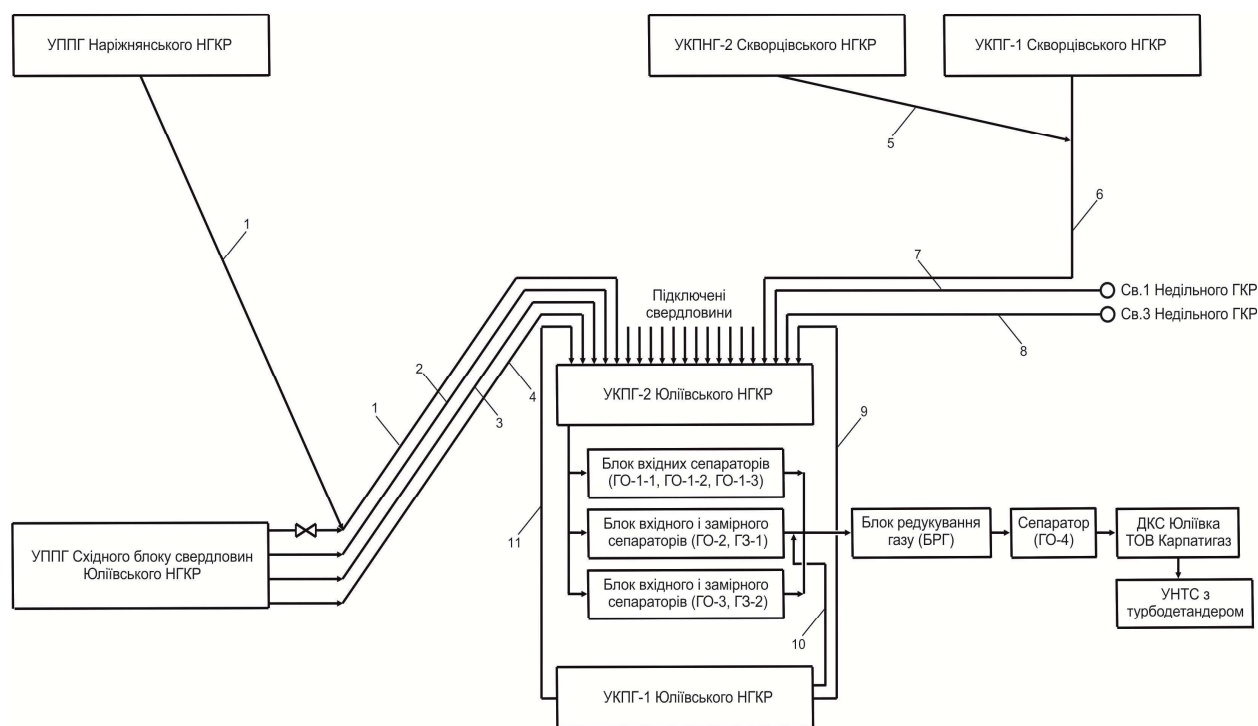 УППГ Наріжнянського НГКР
УКПНГ-2 Скворцівського НГКР
УКПГ-1 Скворцівського НГКР
5
1
6
7
Св.1 Недільного ГКР
Підключені
свердловини
Св.3 Недільного ГКР
8
2
3
4
1
УКПГ-2 Юліївського НГКР
9
Блок вхідних сепараторів
(ГО-1-1, ГО-1-2, ГО-1-3)
11
Блок вхідного і замірного
сепараторів (ГО-2, ГЗ-1)
Блок редукування
газу (БРГ)
Сепаратор
(ГО-4)
ДКС Юліївка
ТОВ Карпатигаз
УППГ Східного блоку свердловин
Юліївського НГКР
Блок вхідного і замірного
сепараторів (ГО-3, ГЗ-2)
УНТС з
турбодетандером
10
УКПГ-1 Юліївського НГКР